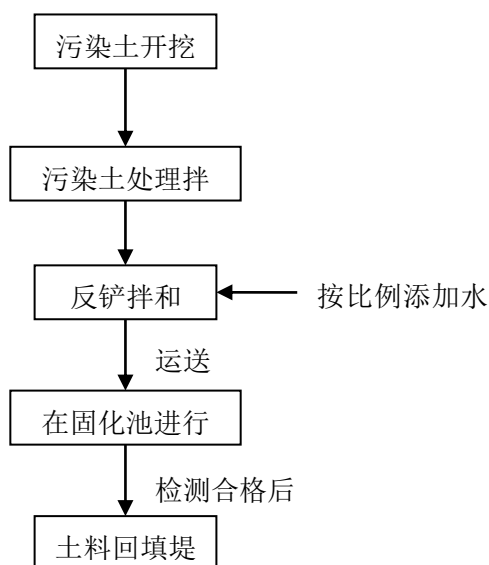 污染土开挖
污染土处理拌
反铲拌和
按比例添加水
运送
在固化池进行
检测合格后
土料回填堤